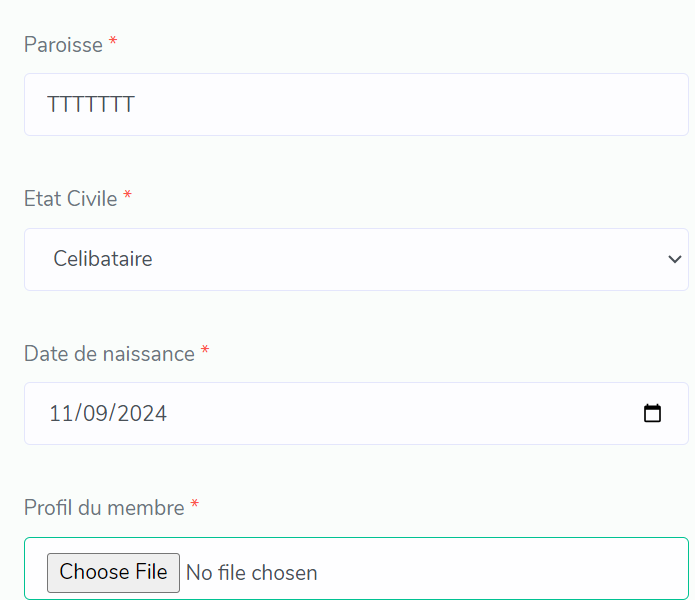 Paroisse *
TTTTTTT
Etat Civile *
Celibataire
Date de naissance *
11/09/2024
Profil du membre *
Choose File No file chosen